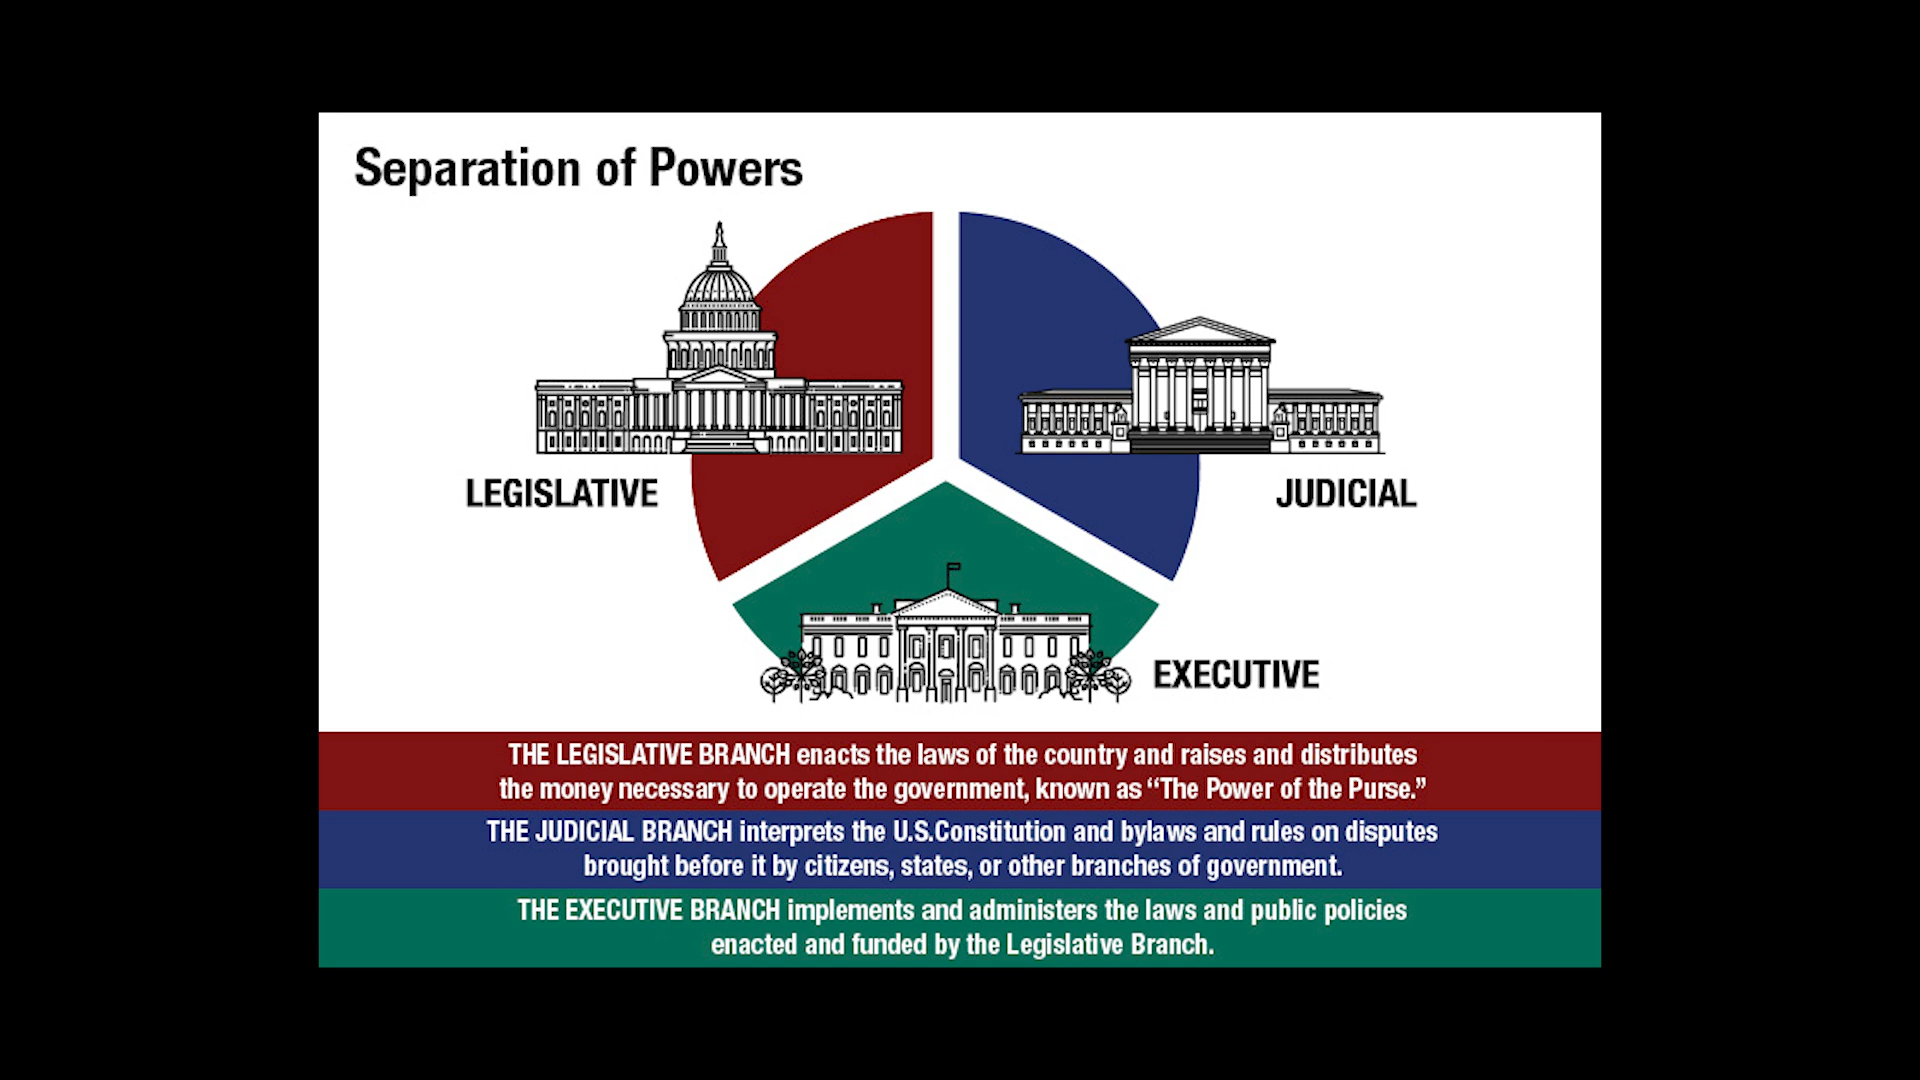 Separation of Powers
LEGISLATIVE
JUDICIAL
EXECUTIVE
THE LEGISLATIVE BRANCH enacts the laws of the country and raises and distributes
the money necessary to operate the government, known as “The Power of the Purse.”
THE JUDICIAL BRANCH interprets the U.S.Constitution and bylaws and rules on disputes
brought before it by citizens, states, or other branches of government.
THE EXECUTIVE BRANCH implements and administers the laws and public policies
enacted and funded by the Legislative Branch.